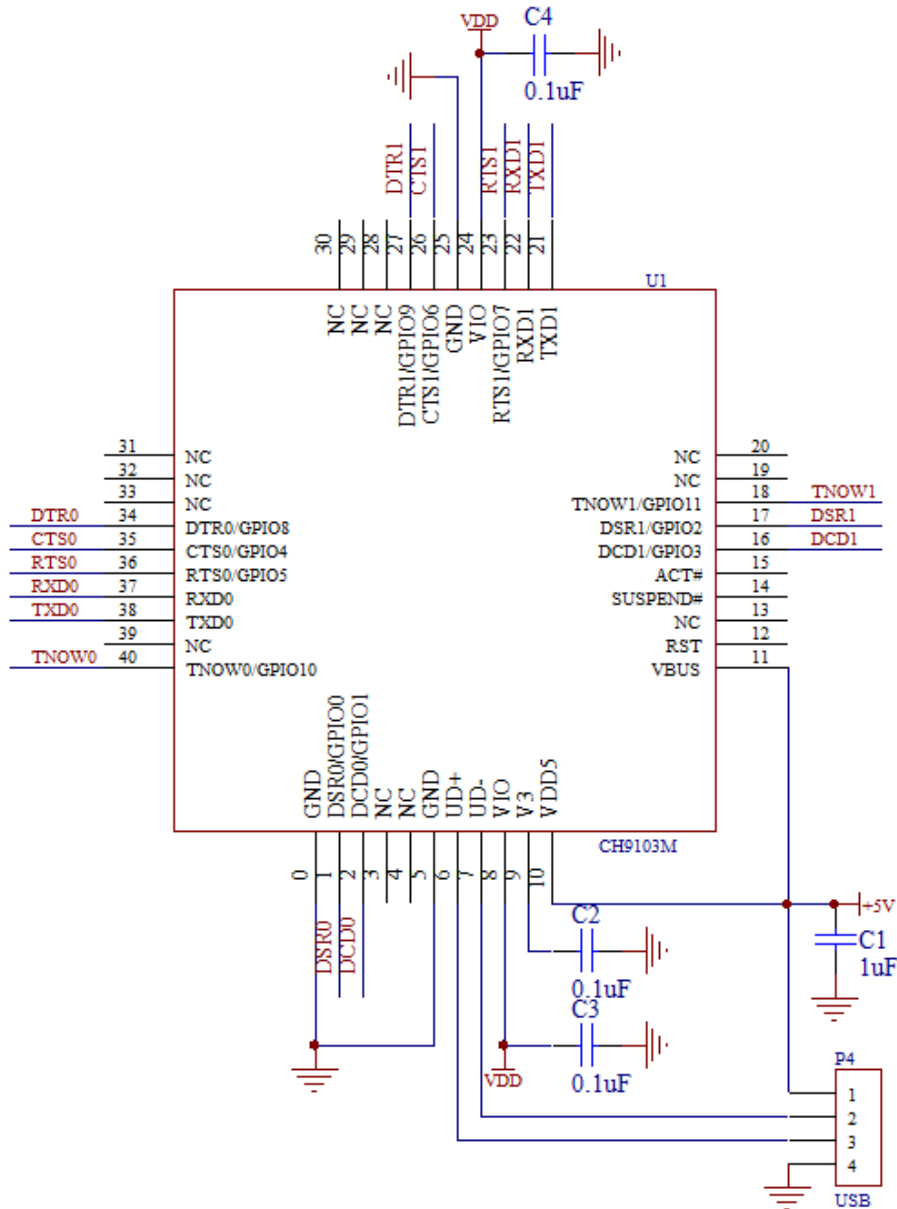 VDD
C4
0.1uF
DTR1
CTS1
RTS1
RXD1
TXD1
30
29
28
27
26
25
24
23
22
21
U1
NC
NC
NC
DTR1/GPIO9
CTS1/GPIO6
GND
VIO
RTS1/GPIO7
RXD1
TXD1
31 NC
32 NC
33 NC
DTR0 34 DTR0/GPIO8
CTS0 35 CTS0/GPIO4
RTS0 36 RTS0/GPIO5
RXD0 37 RXD0
TXD0 38 TXD0
39 NC
TNOW0 40 TNOW0/GPIO10
NC 20
NC 19
TNOW1/GPIO11 18 TNOW1
DSR1/GPIO2 17 DSR1
DCD1/GPIO3 16 DCD1
ACT# 15
SUSPEND# 14
NC 13
RST 12
VBUS 11
GND
DSR0/GPIO0
DCD0/GPIO1
NC
NC
GND
UD+
UD-
VIO
V3
VDD5
CH9103M
0
1
2
3
4
5
6
7
8
9
10
DSR0
DCD0
C2
0.1uF
+5V
C1
1uF
C3
0.1uF
VDD
P4
1
2
3
4
USB